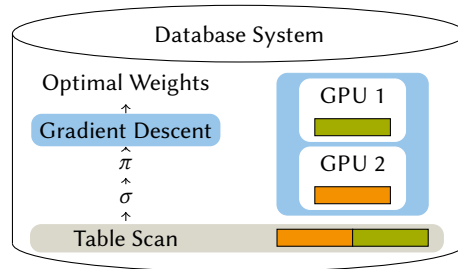 Database System
Optimal Weights
Gradient Descent
π
σ
Table Scan
GPU 1
GPU 2